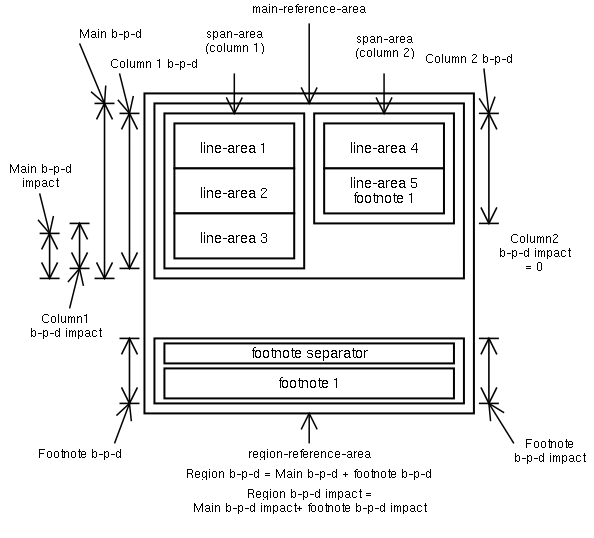 main-reference-area
Main b-p-d
span-area
(column 1)
span-area
(column 2)
Column 1 b-p-d
Column 2 b-p-d
line-area 1
line-area 4
Main b-p-d
impact
line-area 2
line-area 5
footnote 1
line-area 3
Column2
b-p-d impact
= 0
Column1
b-p-d impact
footnote separator
footnote 1
Footnote b-p-d
region-reference-area
Footnote
b-p-d impact
Region b-p-d = Main b-p-d + footnote b-p-d
Region b-p-d impact =
Main b-p-d impact+ footnote b-p-d impact